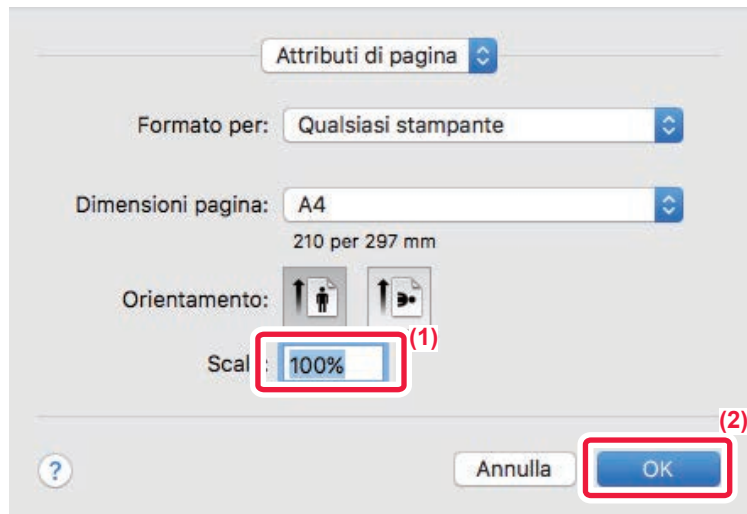 Attributi di pagina
Formato per: Qualsiasi stampante
Dimensioni pagina: A4
210 per 297 mm
Orientamento:
(1)
Scal : 100%
(2)
? Annulla OK